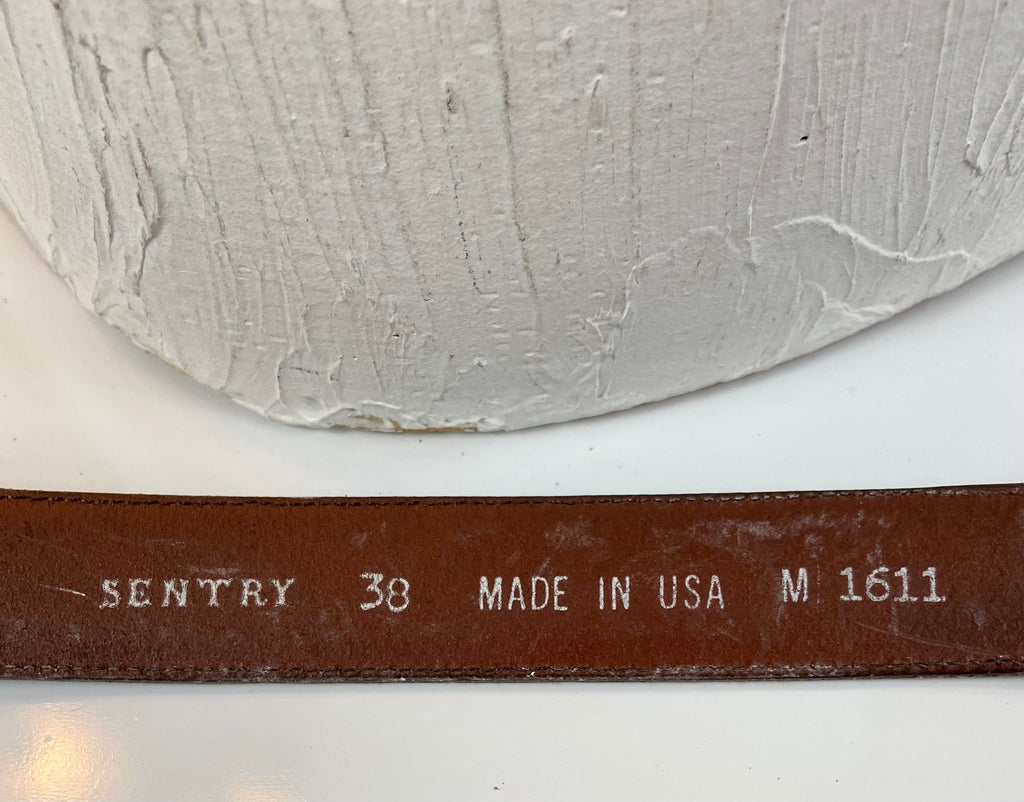 SENTRY 38 MADE IN USA M 1611